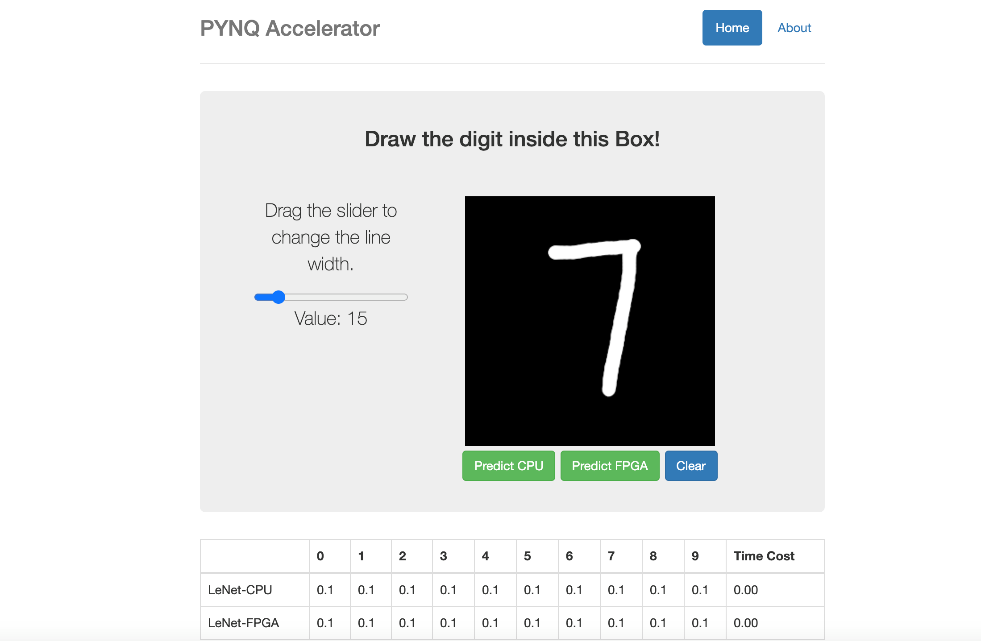 PYNQ Accelerator
Home
About
Draw the digit inside this Box!
Drag the slider to
change the line
width.
Value: 15
7
Predict CPU
Predict FPGA
Clear
0 1 2 3 4 5 6 7 8 9 Time Cost
LeNet-CPU 0.1 0.1 0.1 0.1 0.1 0.1 0.1 0.1 0.1 0.1 0.00
LeNet-FPGA 0.1 0.1 0.1 0.1 0.1 0.1 0.1 0.1 0.1 0.1 0.00